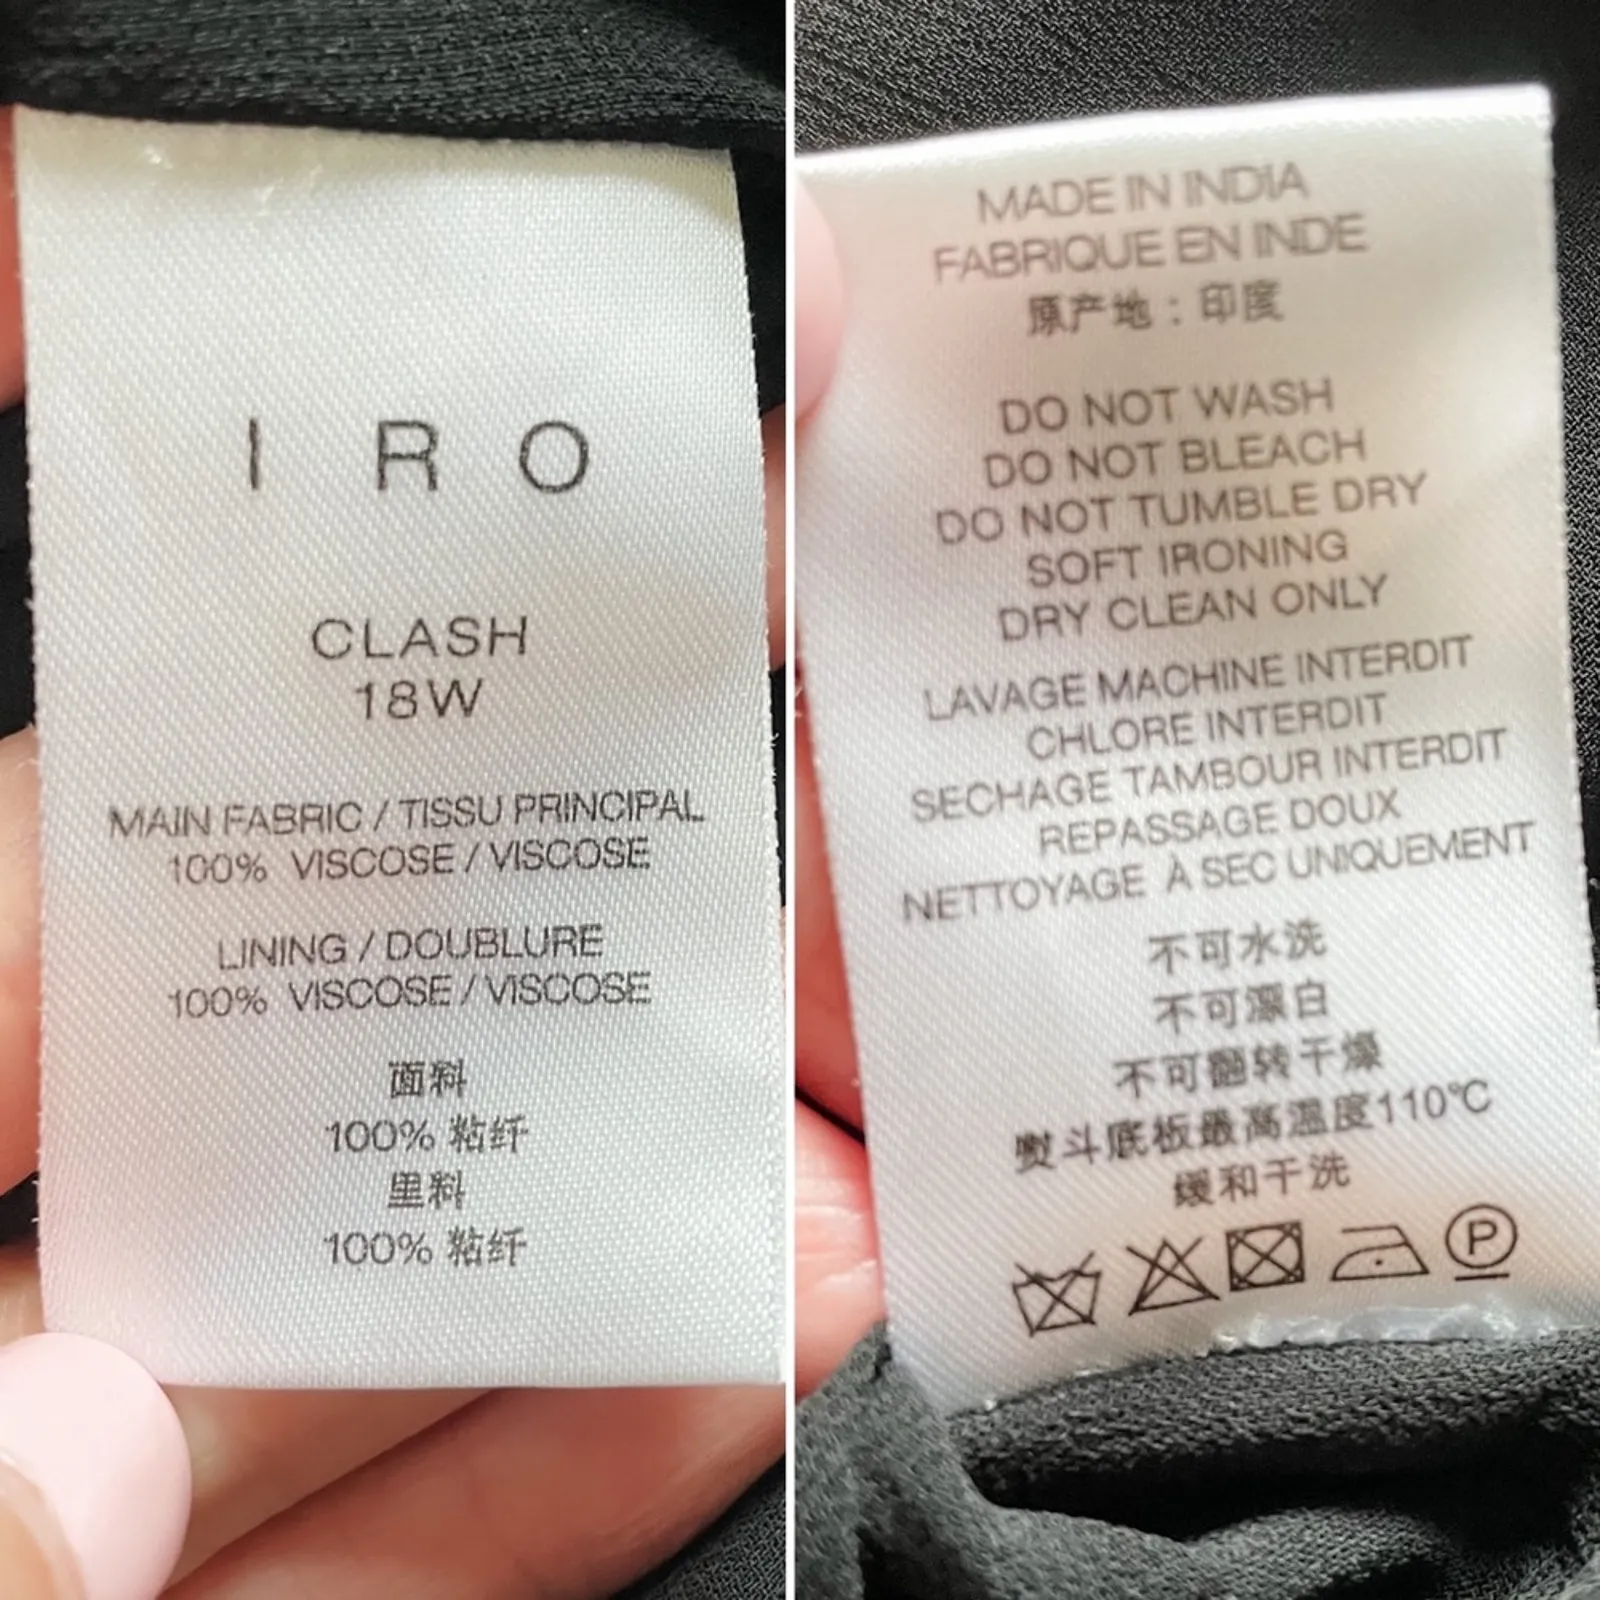 I R O
CLASH
18W
MAIN FABRIC / TISSU PRINCIPAL
100% VISCOSE / VISCOSE
LINING / DOUBLURE
100% VISCOSE / VISCOSE
面料
100% 粘纤
里料
100% 粘纤
MADE IN INDIA
FABRIQUE EN INDE
原产地：印度
DO NOT WASH
DO NOT BLEACH
DO NOT TUMBLE DRY
SOFT IRONING
DRY CLEAN ONLY
LAVAGE MACHINE INTERDIT
CHLORE INTERDIT
SECHAGE TAMBOUR INTERDIT
REPASSAGE DOUX
NETTOYAGE À SEC UNIQUEMENT
不可水洗
不可漂白
不可翻转干燥
熨斗底板最高温度110℃
缓和干洗
P